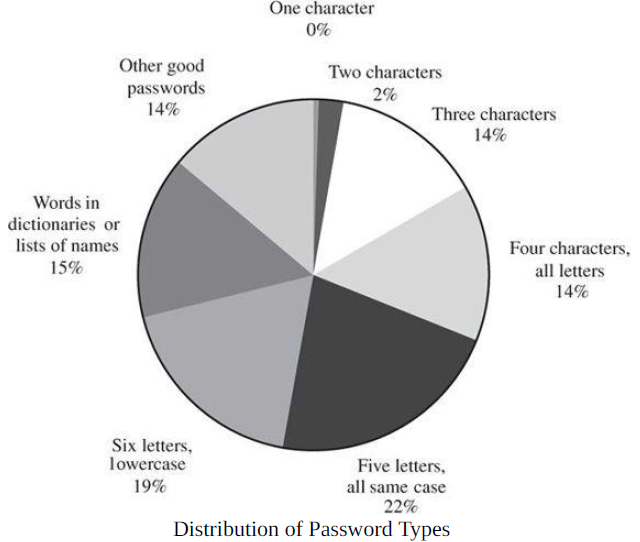 One character
0%
Two characters
2%
Three characters
14%
Four characters,
all letters
14%
Five letters,
all same case
22%
Six letters,
lowercase
19%
Words in
dictionaries or
lists of names
15%
Other good
passwords
14%
Distribution of Password Types